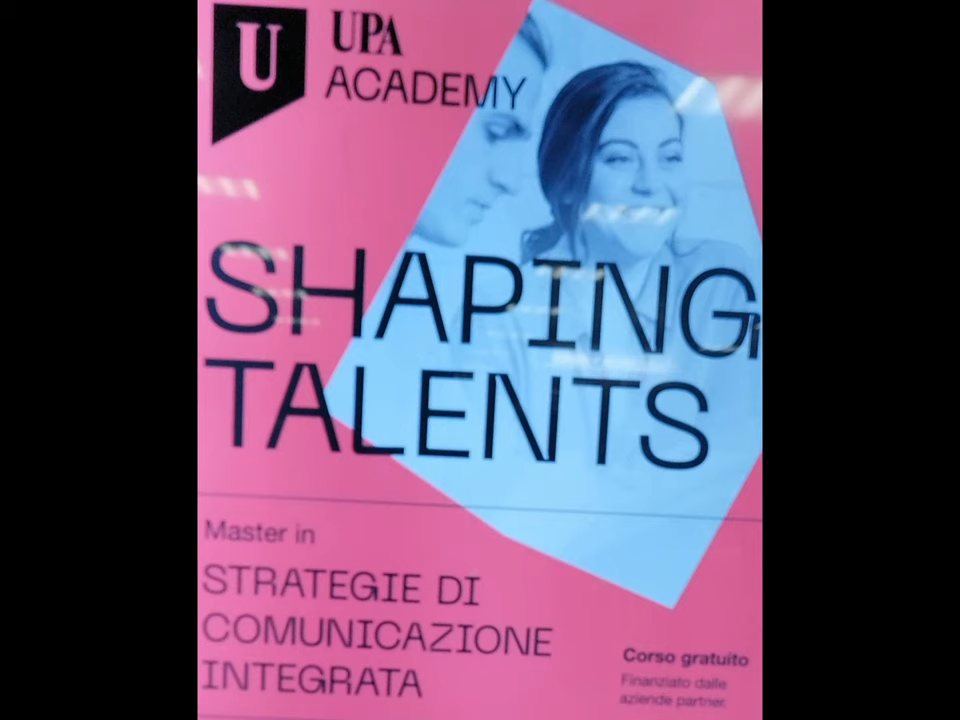 U
UPA
ACADEMY
SHAPING
TALENTS
Master in
STRATEGIE DI
COMUNICAZIONE
INTEGRATA
Corso gratuito
Finanziato dalle
aziende partner.